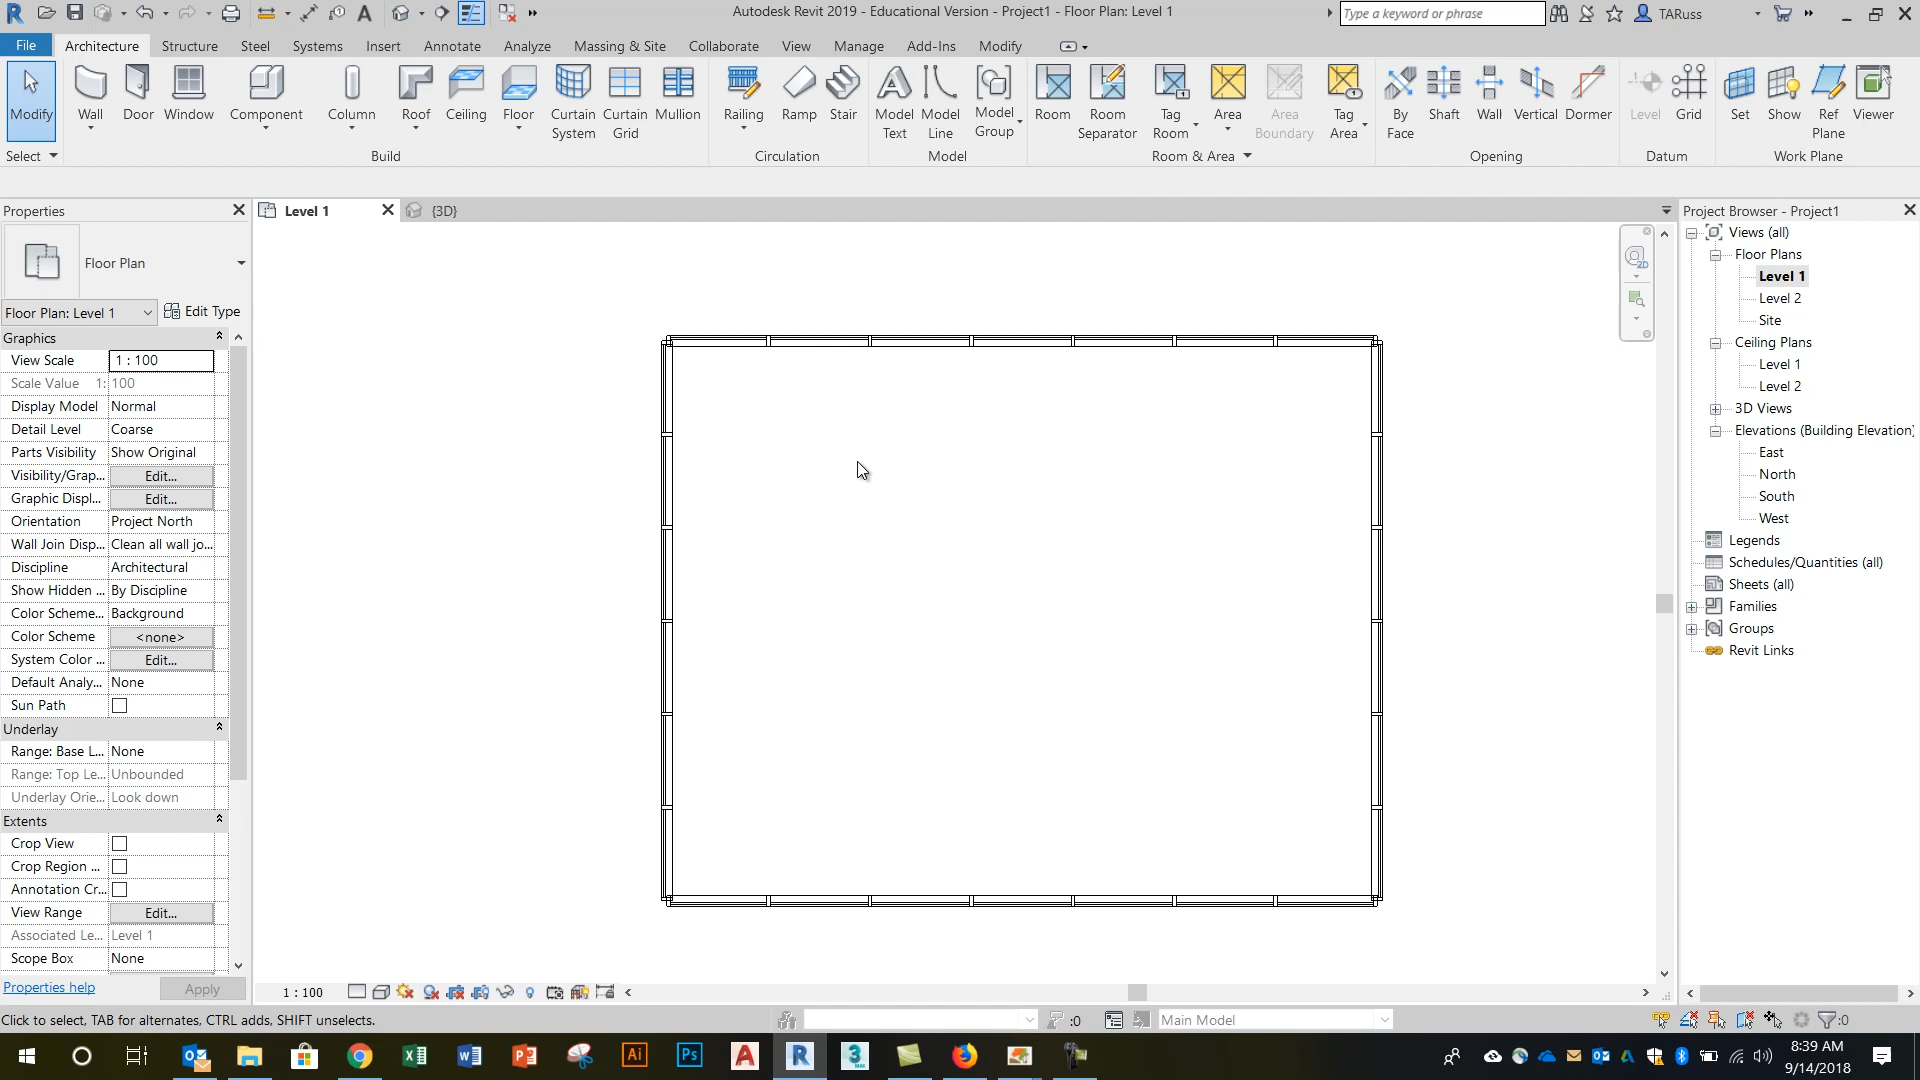 Autodesk Revit 2019 - Educational Version - Project1 - Floor Plan: Level 1
Type a keyword or phrase
TARuss
File Architecture Structure Steel Systems Insert Annotate Analyze Massing & Site Collaborate View Manage Add-Ins Modify
Modify Wall Door Window Component Column Roof Ceiling Floor Curtain System Curtain Grid Mullion Railing Ramp Stair Model Text Model Line Model Group Room Room Separator Tag Room Area Area Boundary Tag Area By Face Shaft Wall Vertical Dormer Level Grid Set Show Ref Plane Viewer
Select Build Circulation Model Room & Area Opening Datum Work Plane
Properties
Floor Plan
Floor Plan: Level 1 Edit Type
Graphics
View Scale 1 : 100
Scale Value 1: 100
Display Model Normal
Detail Level Coarse
Parts Visibility Show Original
Visibility/Grap... Edit...
Graphic Displ... Edit...
Orientation Project North
Wall Join Disp... Clean all wall jo...
Discipline Architectural
Show Hidden ... By Discipline
Color Scheme... Background
Color Scheme <none>
System Color ... Edit...
Default Analy... None
Sun Path
Underlay
Range: Base L... None
Range: Top Le... Unbounded
Underlay Orie... Look down
Extents
Crop View
Crop Region ...
Annotation Cr...
View Range Edit...
Associated Le... Level 1
Scope Box None
Properties help Apply
Level 1 {3D}
2D
1 : 100
Project Browser - Project1
Views (all)
Floor Plans
Level 1
Level 2
Site
Ceiling Plans
Level 1
Level 2
3D Views
Elevations (Building Elevation)
East
North
South
West
Legends
Schedules/Quantities (all)
Sheets (all)
Families
Groups
Revit Links
Click to select, TAB for alternates, CTRL adds, SHIFT unselects.
:0
Main Model
:0
8:39 AM
9/14/2018